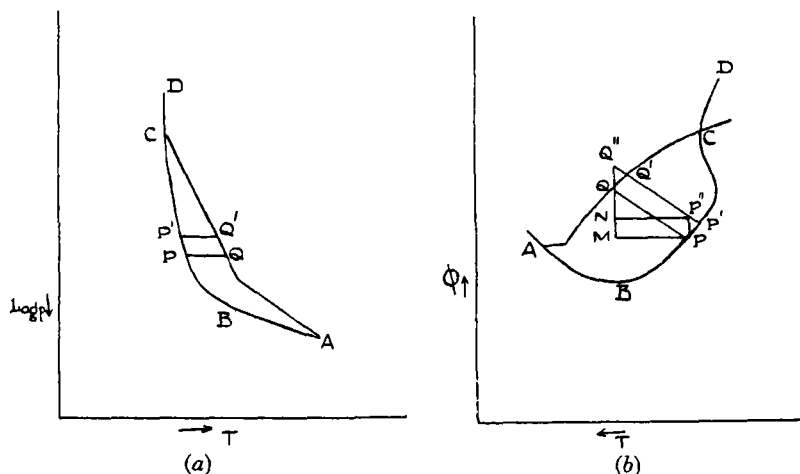 D
C
P' Q'
P Q
Log p ↓
B
A
→ T
(a)
D
C
Q'' Q'
Q
P''
N P'
M P
A
ϕ ↑
B
← T
(b)